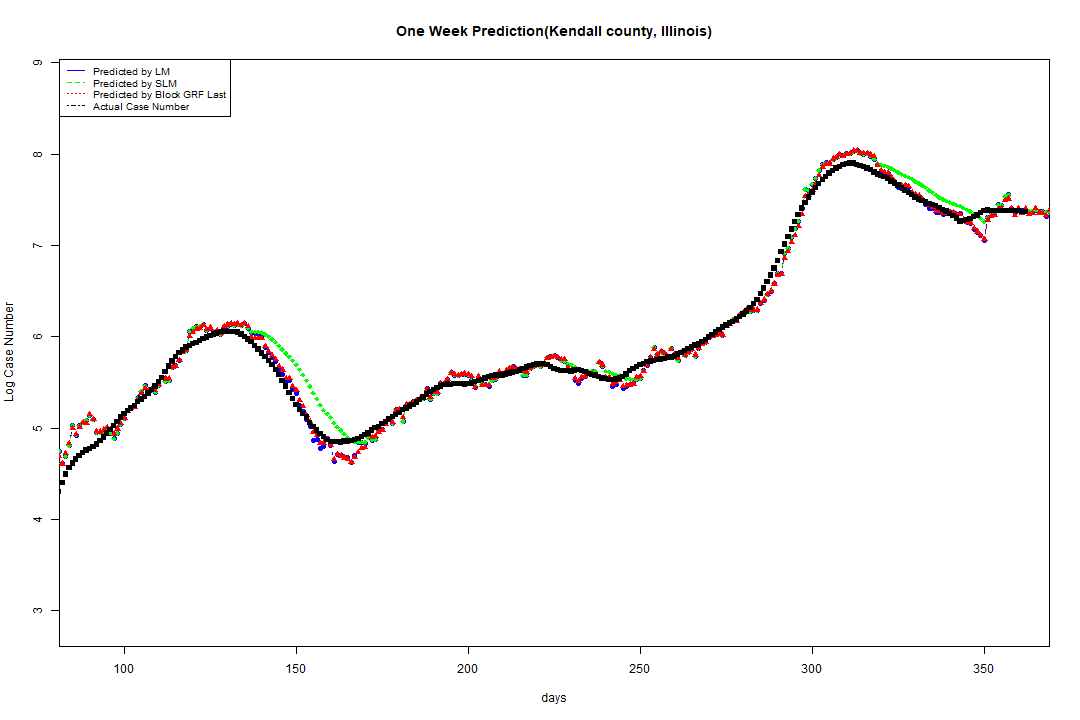 One Week Prediction(Kendall county, Illinois)
Predicted by LM
Predicted by SLM
Predicted by Block GRF Last
Actual Case Number
9
8
7
6
5
4
3
Log Case Number
100 150 200 250 300 350
days